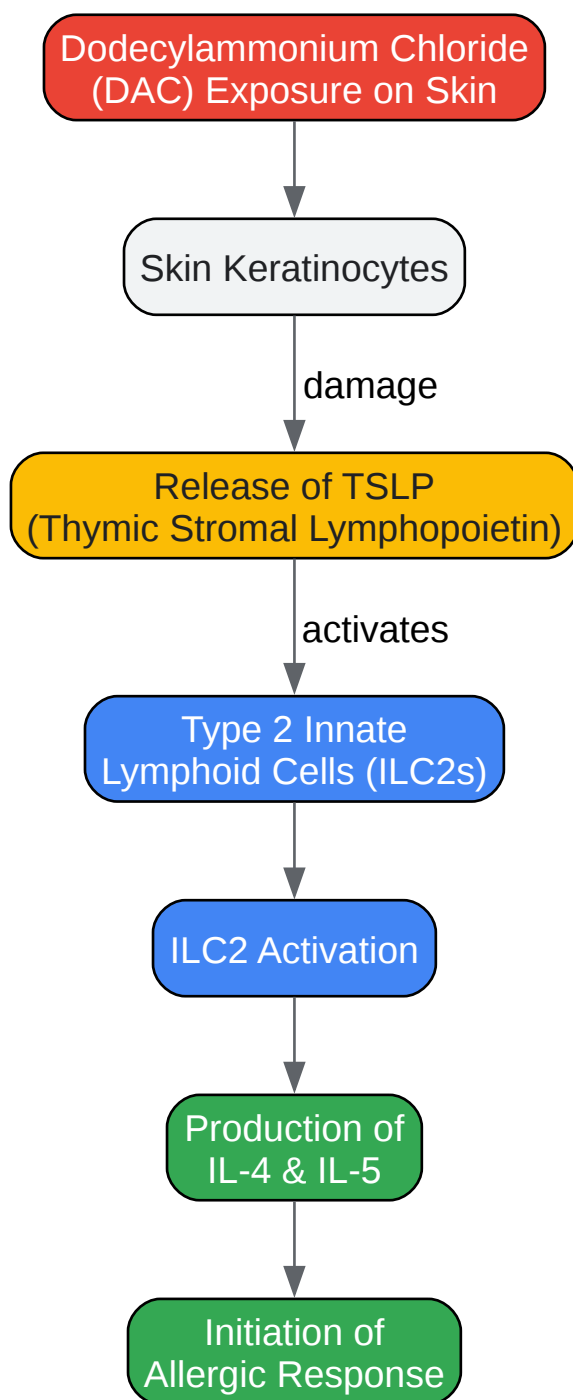 Dodecylammonium Chloride
(DAC) Exposure on Skin
Skin Keratinocytes
damage
Release of TSLP
(Thymic Stromal Lymphopoietin)
activates
Type 2 Innate
Lymphoid Cells (ILC2s)
ILC2 Activation
Production of
IL-4 & IL-5
Initiation of
Allergic Response